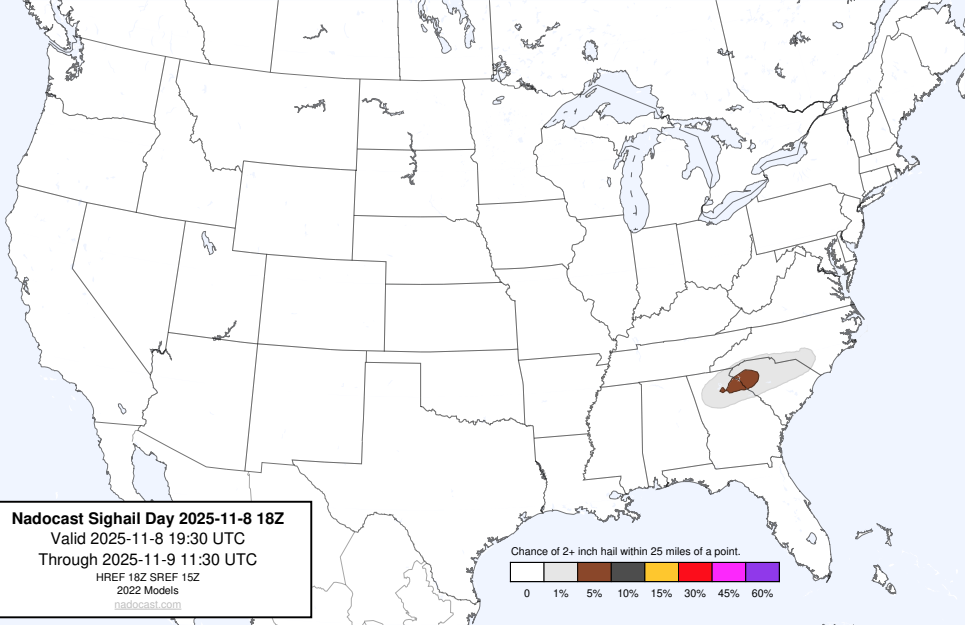 Nadocast Sighail Day 2025-11-8 18Z
Valid 2025-11-8 19:30 UTC
Through 2025-11-9 11:30 UTC
HREF 18Z SREF 15Z
2022 Models
nadocast.com
Chance of 2+ inch hail within 25 miles of a point.
0 1% 5% 10% 15% 30% 45% 60%